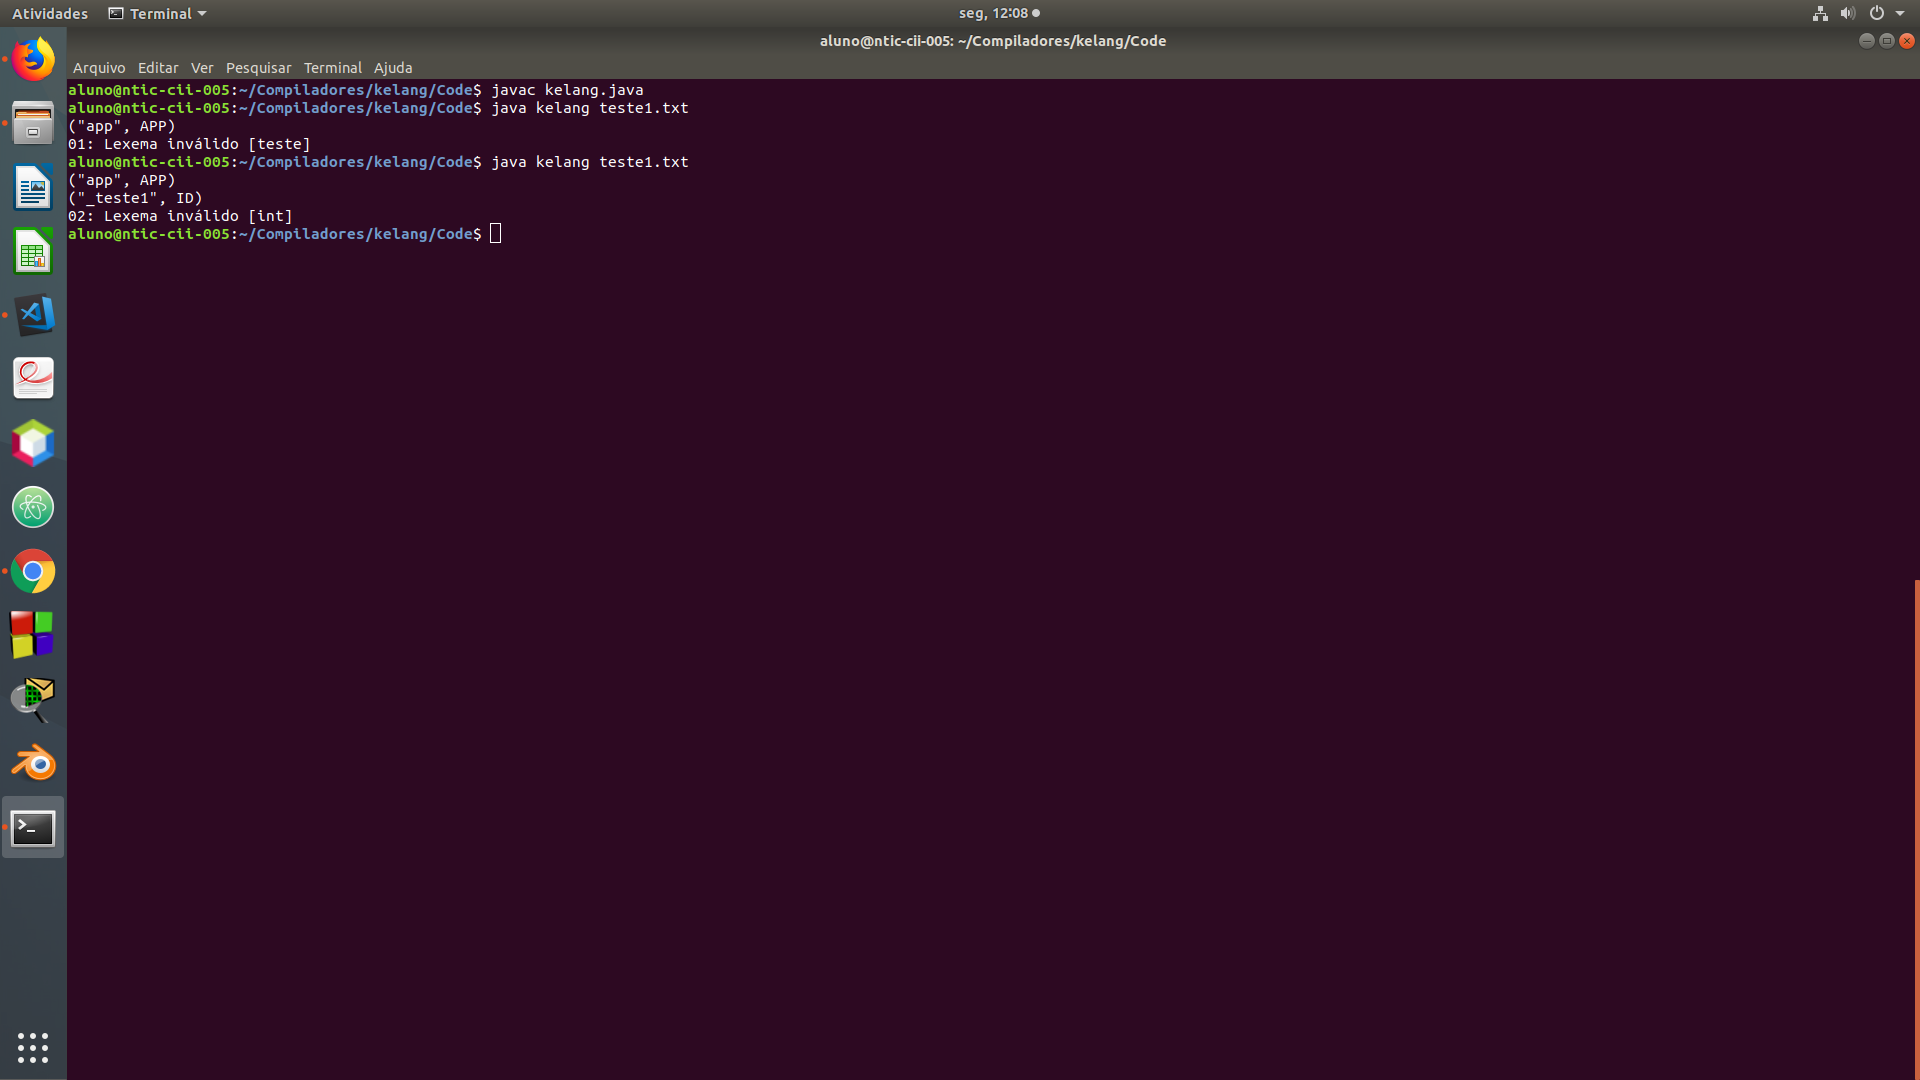 Atividades Terminal seg, 12:08
aluno@ntic-cii-005: ~/Compiladores/kelang/Code
Arquivo Editar Ver Pesquisar Terminal Ajuda
aluno@ntic-cii-005:~/Compiladores/kelang/Code$ javac kelang.java
aluno@ntic-cii-005:~/Compiladores/kelang/Code$ java kelang teste1.txt
("app", APP)
01: Lexema inválido [teste]
aluno@ntic-cii-005:~/Compiladores/kelang/Code$ java kelang teste1.txt
("app", APP)
("_teste1", ID)
02: Lexema inválido [int]
aluno@ntic-cii-005:~/Compiladores/kelang/Code$